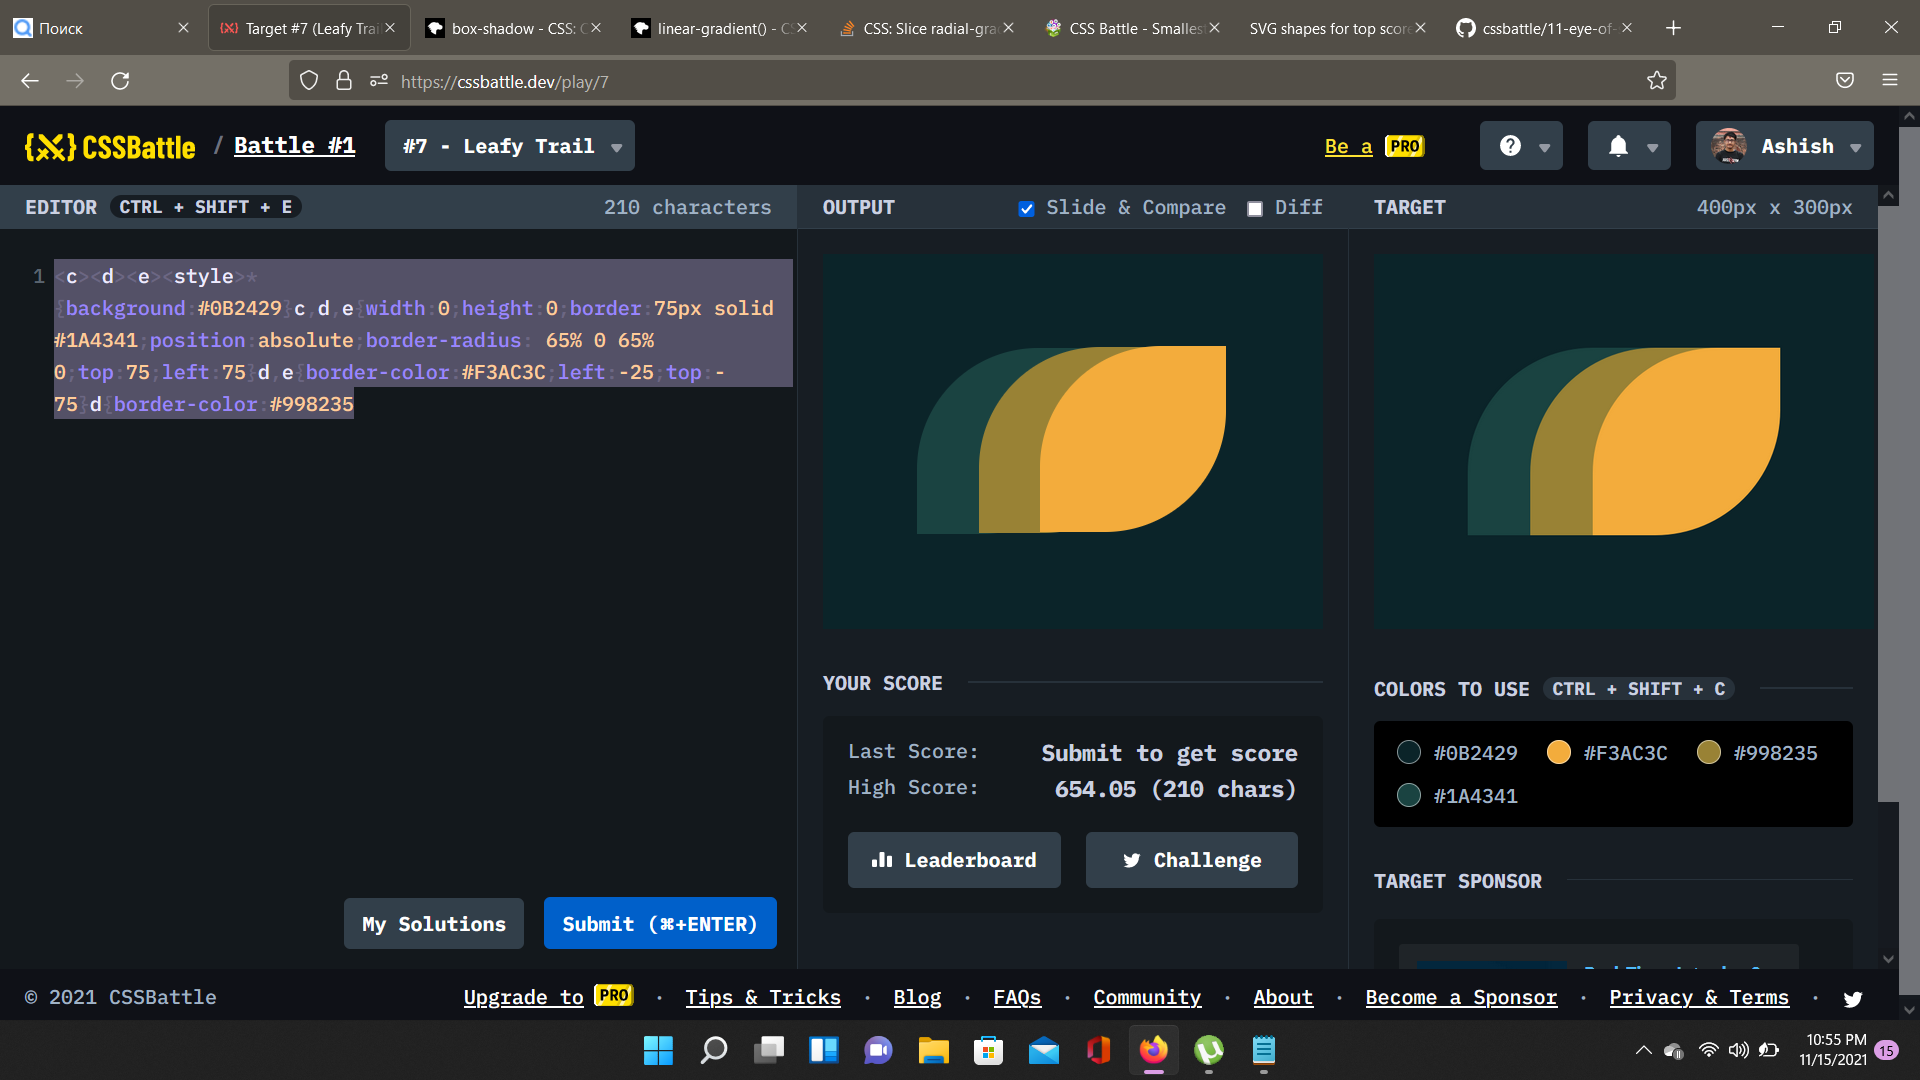 Поиск
Target #7 (Leafy Trai
box-shadow - CSS: C
linear-gradient() - CS
CSS: Slice radial-gra
CSS Battle - Smalles
SVG shapes for top score
cssbattle/11-eye-of-
https://cssbattle.dev/play/7
{X} CSSBattle / Battle #1
#7 - Leafy Trail
Be a PRO
?
Ashish
EDITOR CTRL + SHIFT + E
210 characters
OUTPUT
Slide & Compare
Diff
TARGET
400px x 300px
1
<c><d><e><style>*
{background:#0B2429}c,d,e{width:0;height:0;border:75px solid
#1A4341;position:absolute;border-radius: 65% 0 65%
0;top:75;left:75}d,e{border-color:#F3AC3C;left:-25;top:-
75}d{border-color:#998235
YOUR SCORE
Last Score: Submit to get score
High Score: 654.05 (210 chars)
Leaderboard
Challenge
COLORS TO USE CTRL + SHIFT + C
#0B2429 #F3AC3C #998235
#1A4341
TARGET SPONSOR
My Solutions
Submit (⌘+ENTER)
© 2021 CSSBattle
Upgrade to PRO · Tips & Tricks · Blog · FAQs · Community · About · Become a Sponsor · Privacy & Terms ·
10:55 PM
11/15/2021
15